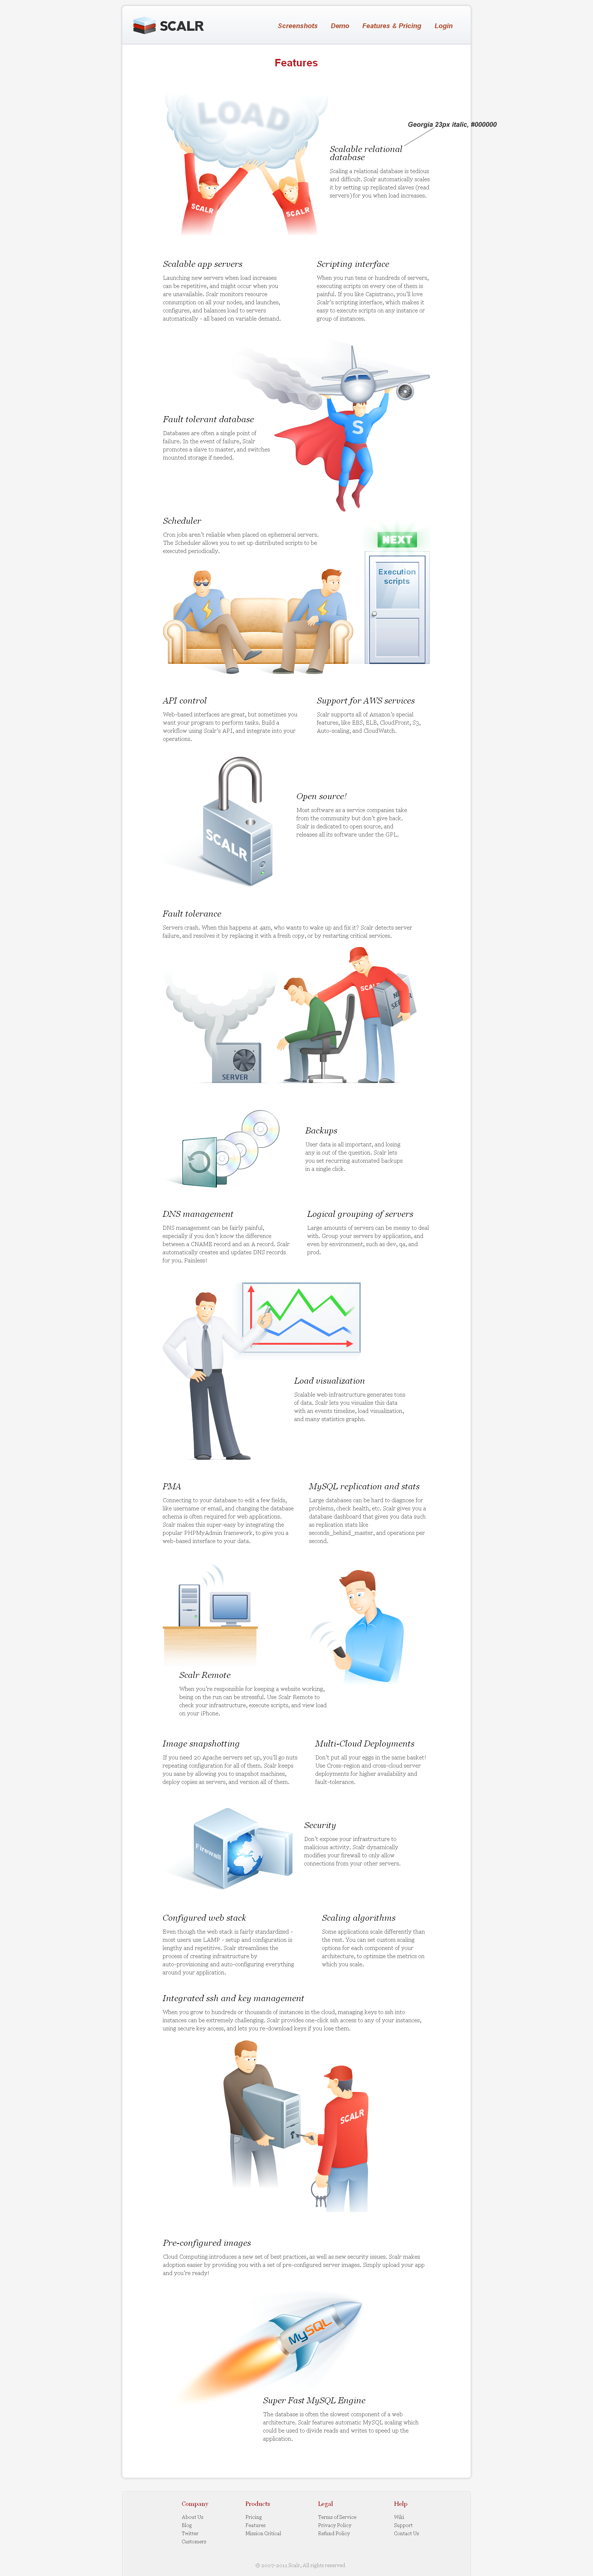 SCALR
Screenshots Demo Features & Pricing Login
Features
LOAD
SCALR
SCALR
Georgia 23px italic, #000000
Scalable relational
database
Scaling a relational database is tedious
and difficult. Scalr automatically scales
it by setting up replicated slaves (read
servers) for you when load increases.
Scalable app servers
Launching new servers when load increases
can be repetitive, and might occur when you
are unavailable. Scalr monitors resource
consumption on all your nodes, and launches,
configures, and balances load to servers
automatically - all based on variable demand.
Scripting interface
When you run tens or hundreds of servers,
executing scripts on every one of them is
painful. If you like Capistrano, you'll love
Scalr's scripting interface, which makes it
easy to execute scripts on any instance or
group of instances.
S
Fault tolerant database
Databases are often a single point of
failure. In the event of failure, Scalr
promotes a slave to master, and switches
mounted storage if needed.
Scheduler
Cron jobs aren't reliable when placed on ephemeral servers.
The Scheduler allows you to set up distributed scripts to be
executed periodically.
NEXT
Execution
scripts
API control
Web-based interfaces are great, but sometimes you
want your program to perform tasks. Build a
workflow using Scalr's API, and integrate into your
operations.
Support for AWS services
Scalr supports all of Amazon's special
features, like EBS, ELB, CloudFront, S3,
Auto-scaling, and CloudWatch.
SCALR
Open source!
Most software as a service companies take
from the community but don't give back.
Scalr is dedicated to open source, and
releases all its software under the GPL.
Fault tolerance
Servers crash. When this happens at 4am, who wants to wake up and fix it? Scalr detects server
failure, and resolves it by replacing it with a fresh copy, or by restarting critical services.
SERVER
Backups
User data is all important, and losing
any is out of the question. Scalr lets
you set recurring automated backups
in a single click.
DNS management
DNS management can be fairly painful,
especially if you don't know the difference
between a CNAME record and an A record. Scalr
automatically creates and updates DNS records
for you. Painless!
Logical grouping of servers
Large amounts of servers can be messy to deal
with. Group your servers by application, and
even by environment, such as dev, qa, and
prod.
Load visualization
Scalable web infrastructure generates tons
of data. Scalr lets you visualize this data
with an events timeline, load visualization,
and many statistics graphs.
PMA
Connecting to your database to edit a few fields,
like username or email, and changing the database
schema is often required for web applications.
Scalr makes this super-easy by integrating the
popular PHPMyAdmin framework, to give you a
web-based interface to your data.
MySQL replication and stats
Large databases can be hard to diagnose for
problems, check health, etc. Scalr gives you a
database dashboard that gives you data such
as replication stats like
seconds_behind_master, and operations per
second.
Scalr Remote
When you're responsible for keeping a website working,
being on the run can be stressful. Use Scalr Remote to
check your infrastructure, execute scripts, and view load
on your iPhone.
Image snapshotting
If you need 20 Apache servers set up, you'll go nuts
repeating configuration for all of them. Scalr keeps
you sane by allowing you to snapshot machines,
deploy copies as servers, and version all of them.
Multi-Cloud Deployments
Don't put all your eggs in the same basket!
Use Cross-region and cross-cloud server
deployments for higher availability and
fault-tolerance.
Firewall
Security
Don't expose your infrastructure to
malicious activity. Scalr dynamically
modifies your firewall to only allow
connections from your other servers.
Configured web stack
Even though the web stack is fairly standardized -
most users use LAMP - setup and configuration is
lengthy and repetitive. Scalr streamlines the
process of creating infrastructure by
auto-provisioning and auto-configuring everything
around your application.
Scaling algorithms
Some applications scale differently than
the rest. You can set custom scaling
options for each component of your
architecture, to optimize the metrics on
which you scale.
Integrated ssh and key management
When you grow to hundreds or thousands of instances in the cloud, managing keys to ssh into
instances can be extremely challenging. Scalr provides one-click ssh access to any of your instances,
using secure key access, and lets you re-download keys if you lose them.
SCALR
Pre-configured images
Cloud Computing introduces a new set of best practices, as well as new security issues. Scalr makes
adoption easier by providing you with a set of pre-configured server images. Simply upload your app
and you're ready!
MySQL
Super Fast MySQL Engine
The database is often the slowest component of a web
architecture. Scalr features automatic MySQL scaling which
could be used to divide reads and writes to speed up the
application.
Company Products Legal Help
About Us Pricing Terms of Service Wiki
Blog Features Privacy Policy Support
Twitter Mission Critical Refund Policy Contact Us
Customers
© 2007-2011 Scalr, All rights reserved